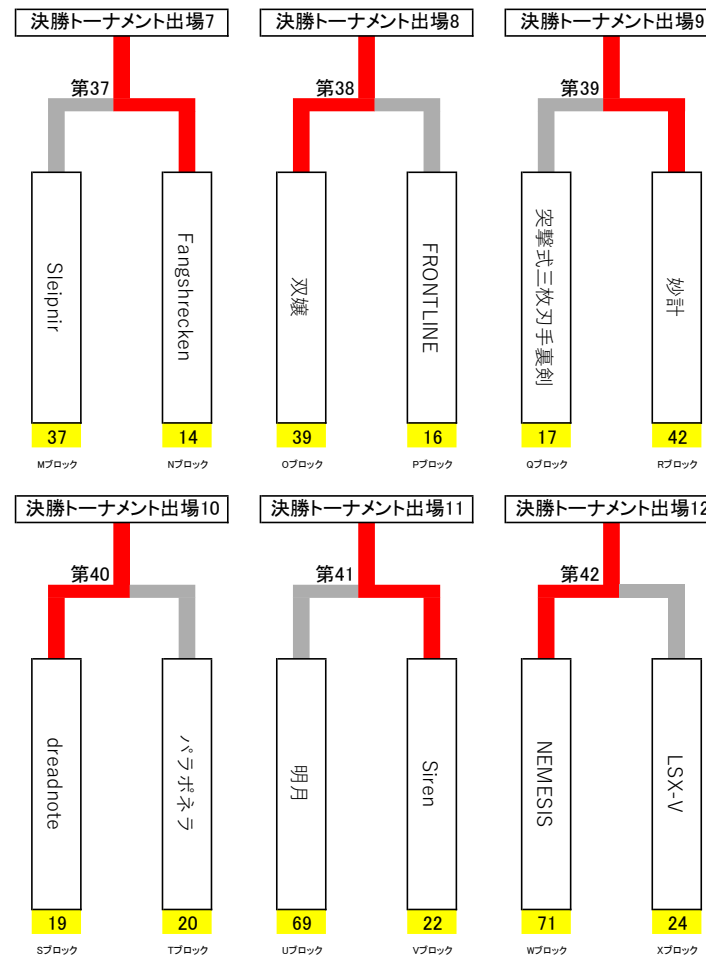 決勝トーナメント出場7
決勝トーナメント出場8
決勝トーナメント出場9
第37
第38
第39
Sleipnir
Fangshrecken
双嬢
FRONTLINE
突撃式三枚刃手裏剣
妙計
37
14
39
16
17
42
Mブロック
Nブロック
Oブロック
Pブロック
Qブロック
Rブロック
決勝トーナメント出場10
決勝トーナメント出場11
決勝トーナメント出場12
第40
第41
第42
dreadnote
パラポネラ
明月
Siren
NEMESIS
LSX-V
19
20
69
22
71
24
Sブロック
Tブロック
Uブロック
Vブロック
Wブロック
Xブロック